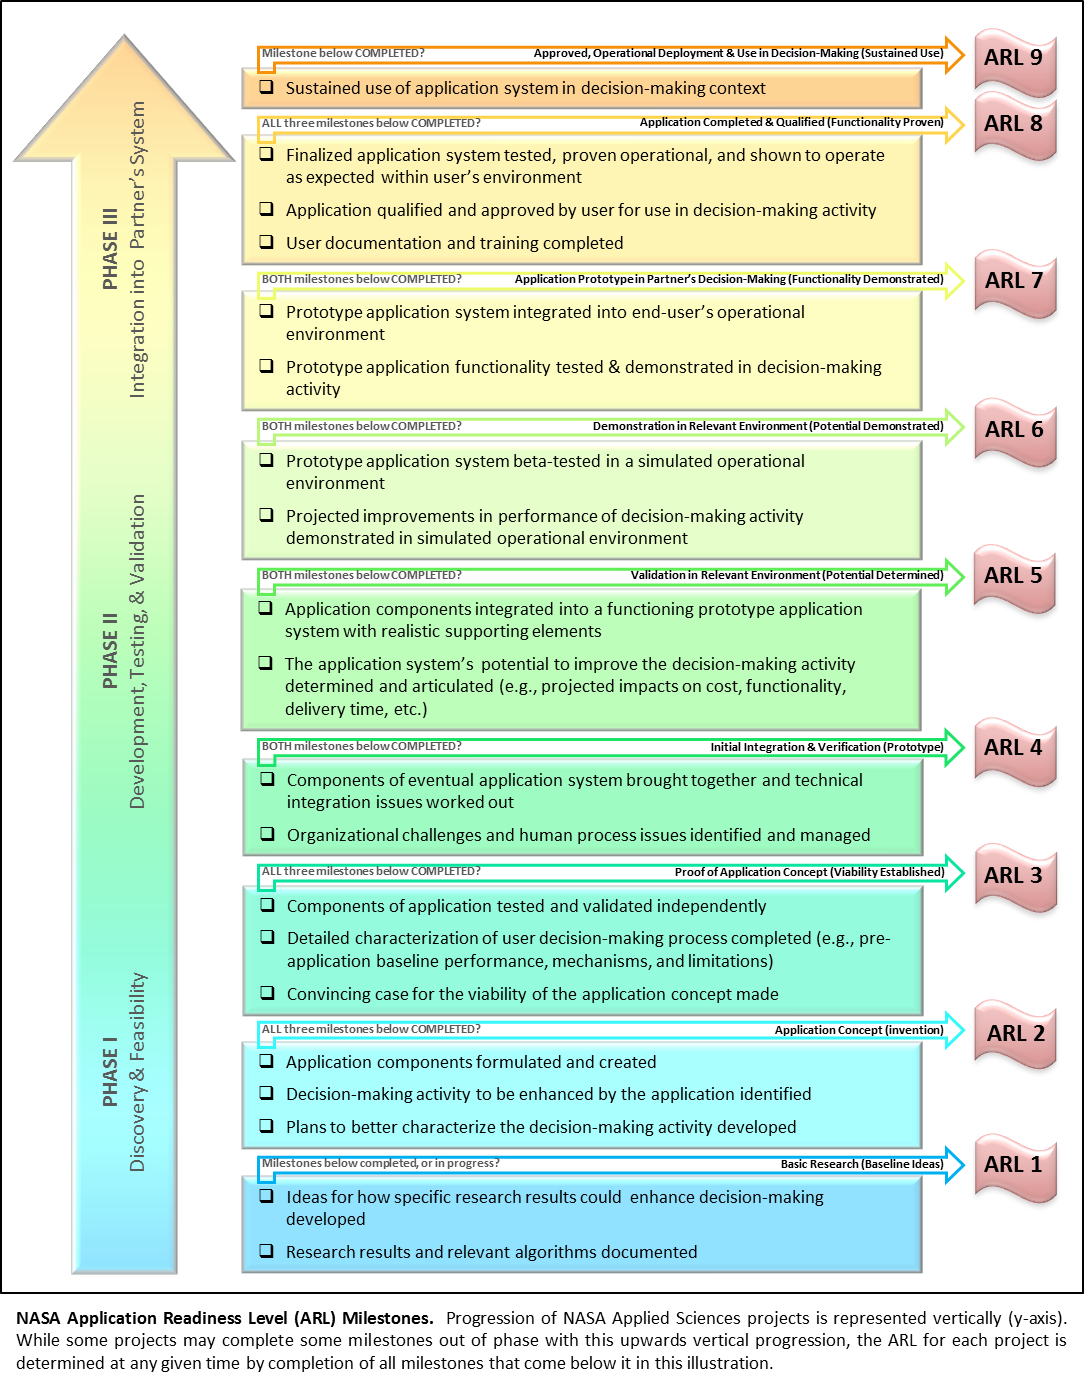 Milestone below COMPLETED?
Approved, Operational Deployment & Use in Decision-Making (Sustained Use)
ARL 9
Sustained use of application system in decision-making context
ALL three milestones below COMPLETED?
Application Completed & Qualified (Functionality Proven)
ARL 8
Finalized application system tested, proven operational, and shown to operate
as expected within user's environment
Application qualified and approved by user for use in decision-making activity
User documentation and training completed
BOTH milestones below COMPLETED?
Application Prototype in Partner's Decision-Making (Functionality Demonstrated)
ARL 7
Prototype application system integrated into end-user's operational
environment
Prototype application functionality tested & demonstrated in decision-making
activity
PHASE III
Integration into Partner's System
BOTH milestones below COMPLETED?
Demonstration in Relevant Environment (Potential Demonstrated)
ARL 6
Prototype application system beta-tested in a simulated operational
environment
Projected improvements in performance of decision-making activity
demonstrated in simulated operational environment
BOTH milestones below COMPLETED?
Validation in Relevant Environment (Potential Determined)
ARL 5
Application components integrated into a functioning prototype application
system with realistic supporting elements
The application system's potential to improve the decision-making activity
determined and articulated (e.g., projected impacts on cost, functionality,
delivery time, etc.)
PHASE II
Development, Testing, & Validation
BOTH milestones below COMPLETED?
Initial Integration & Verification (Prototype)
ARL 4
Components of eventual application system brought together and technical
integration issues worked out
Organizational challenges and human process issues identified and managed
ALL three milestones below COMPLETED?
Proof of Application Concept (Viability Established)
ARL 3
Components of application tested and validated independently
Detailed characterization of user decision-making process completed (e.g., pre-
application baseline performance, mechanisms, and limitations)
Convincing case for the viability of the application concept made
ALL three milestones below COMPLETED?
Application Concept (invention)
ARL 2
Application components formulated and created
Decision-making activity to be enhanced by the application identified
Plans to better characterize the decision-making activity developed
PHASE I
Discovery & Feasibility
Milestones below completed, or in progress?
Basic Research (Baseline Ideas)
ARL 1
Ideas for how specific research results could enhance decision-making
developed
Research results and relevant algorithms documented
NASA Application Readiness Level (ARL) Milestones. Progression of NASA Applied Sciences projects is represented vertically (y-axis).
While some projects may complete some milestones out of phase with this upwards vertical progression, the ARL for each project is
determined at any given time by completion of all milestones that come below it in this illustration.